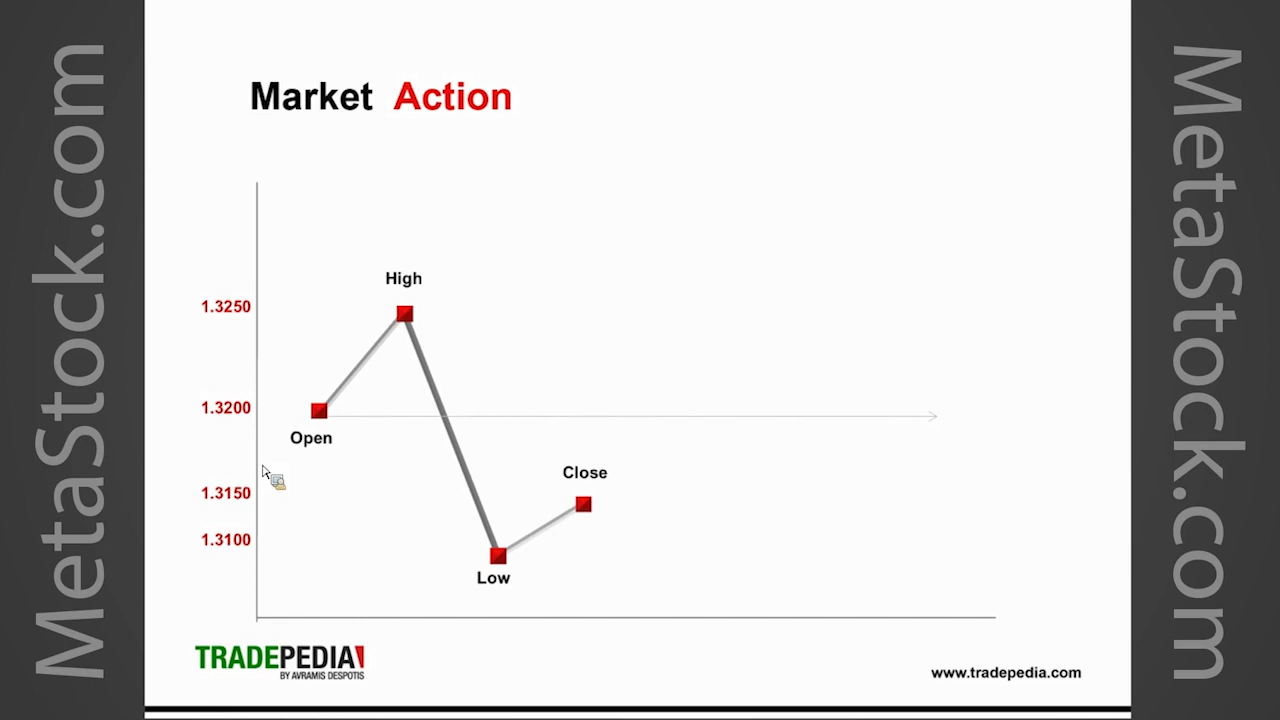 MetaStock.com
Market Action
High
1.3250
1.3200
Open
Close
1.3150
1.3100
Low
TRADEPEDIA
BY AVRAMIS DESPOTIS
www.tradepedia.com
MetaStock.com